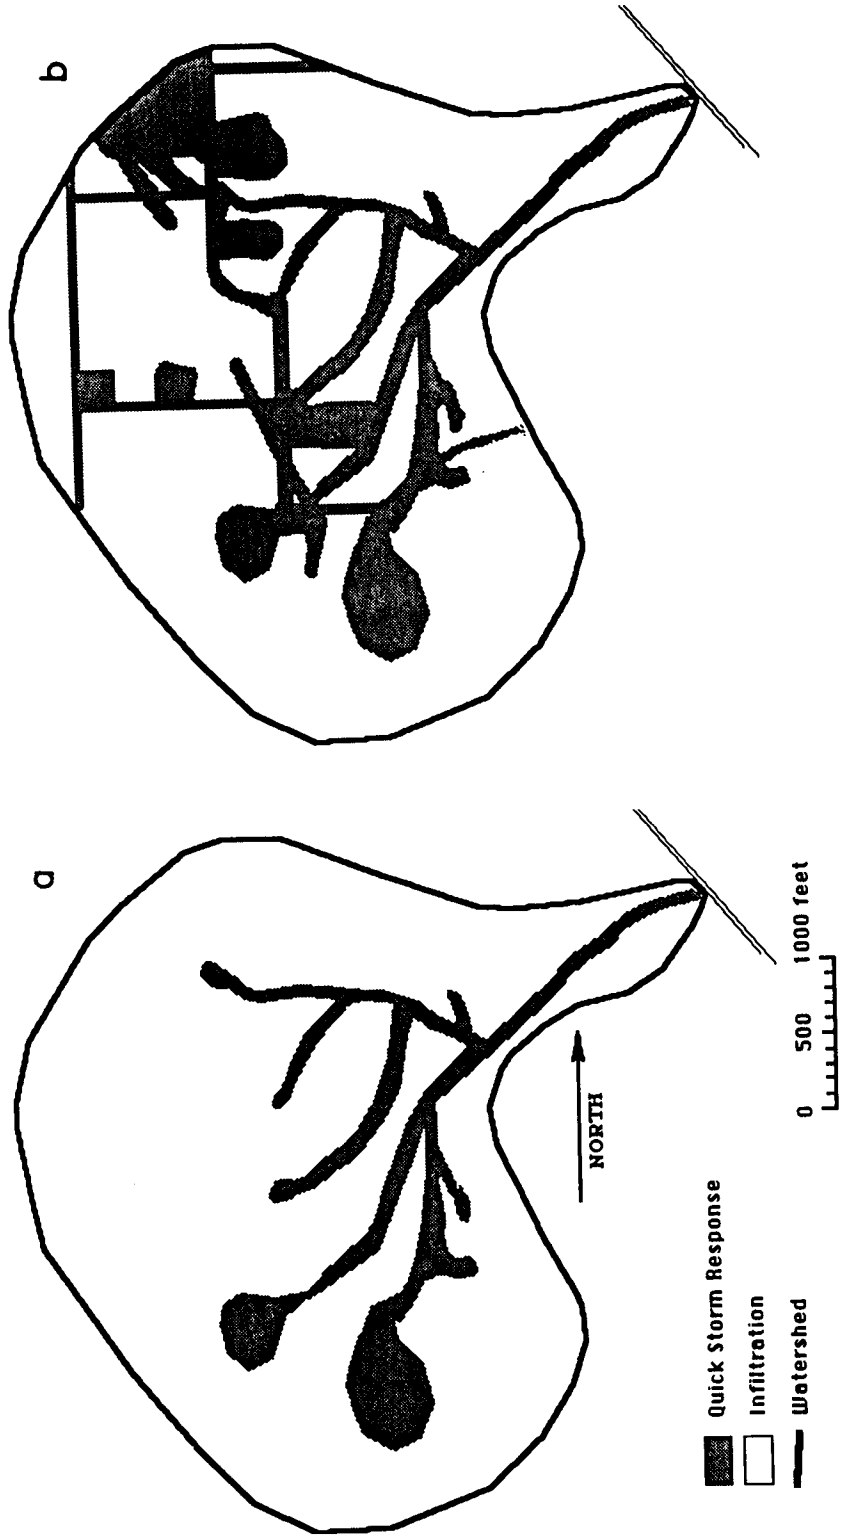 a
b
NORTH
0 500 1000 feet
Quick Storm Response
Infiltration
Watershed